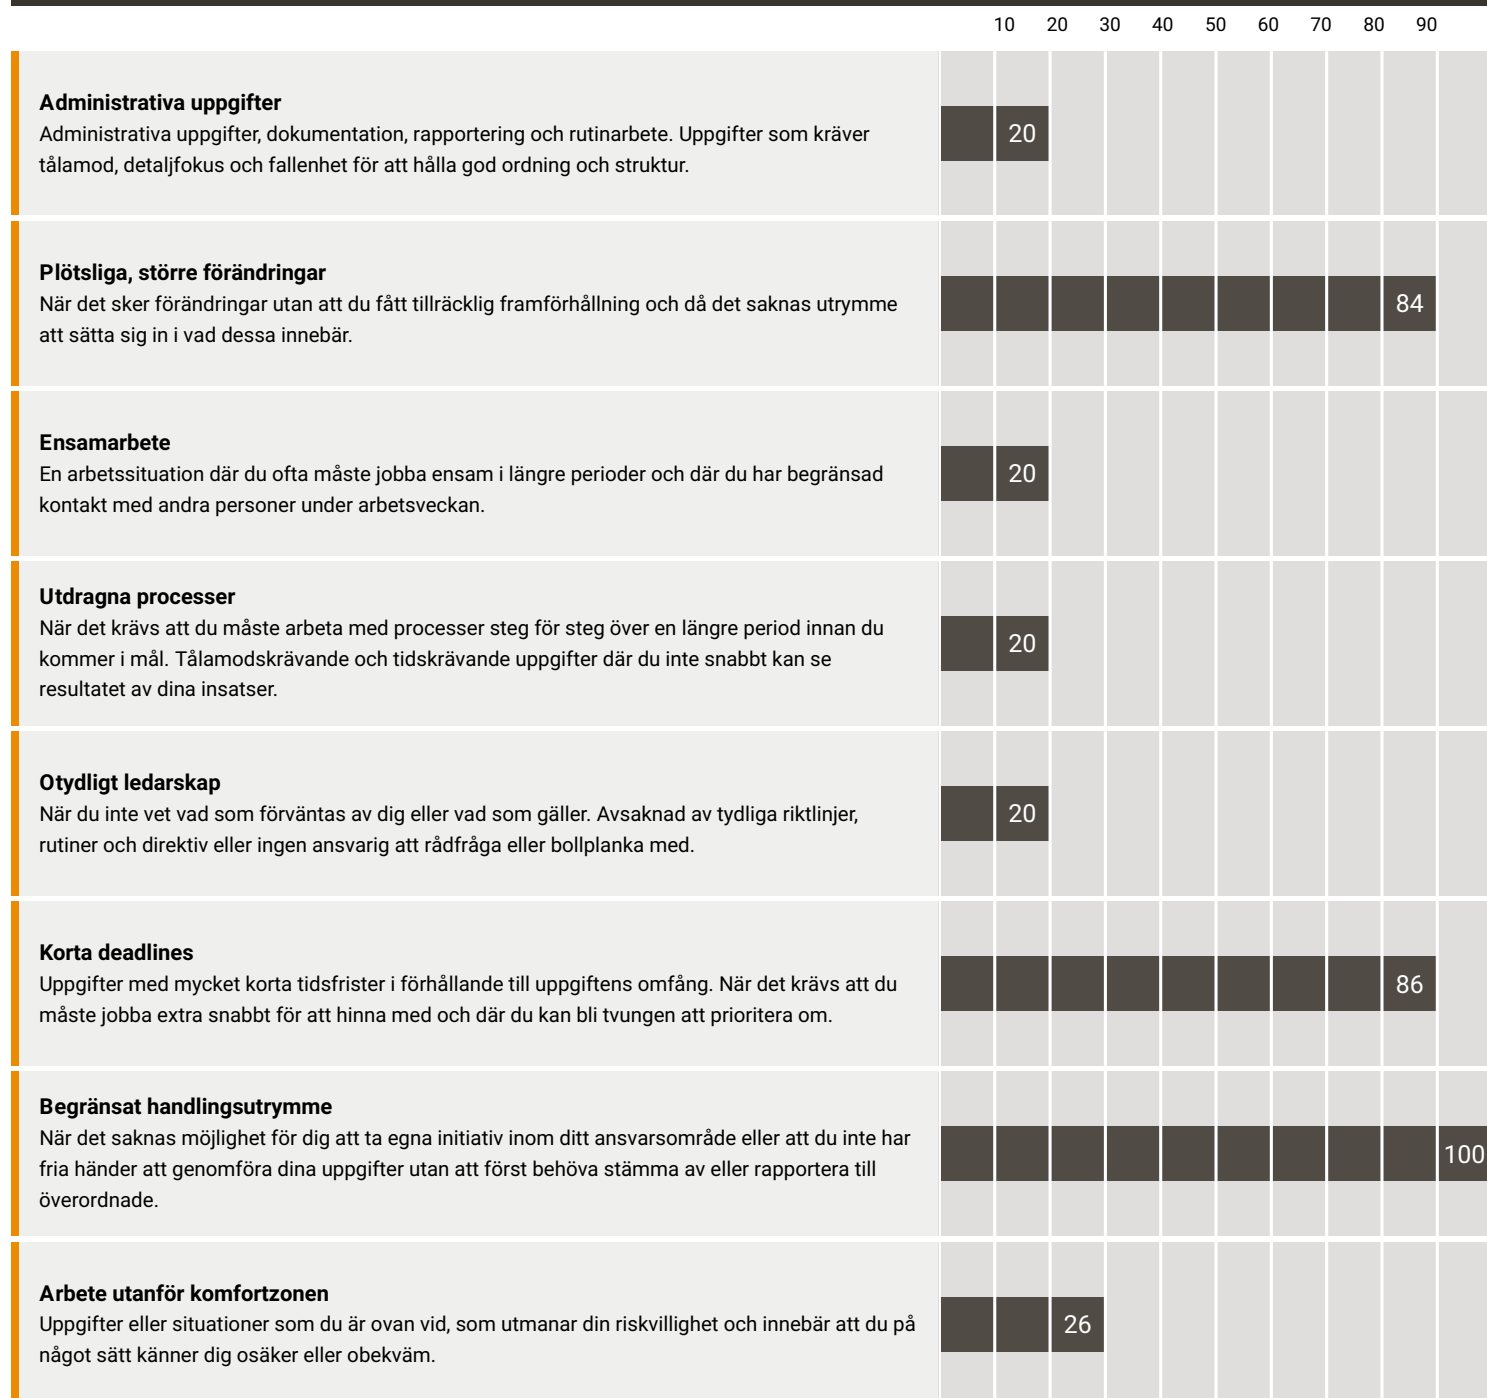 10 20 30 40 50 60 70 80 90
Administrativa uppgifter
Administrativa uppgifter, dokumentation, rapportering och rutinarbete. Uppgifter som kräver
tålamod, detaljfokus och fallenhet för att hålla god ordning och struktur.
20
Plötsliga, större förändringar
När det sker förändringar utan att du fått tillräcklig framförhållning och då det saknas utrymme
att sätta sig in i vad dessa innebär.
84
Ensamarbete
En arbetssituation där du ofta måste jobba ensam i längre perioder och där du har begränsad
kontakt med andra personer under arbetsveckan.
20
Utdragna processer
När det krävs att du måste arbeta med processer steg för steg över en längre period innan du
kommer i mål. Tålamodskrävande och tidskrävande uppgifter där du inte snabbt kan se
resultatet av dina insatser.
20
Otydligt ledarskap
När du inte vet vad som förväntas av dig eller vad som gäller. Avsaknad av tydliga riktlinjer,
rutiner och direktiv eller ingen ansvarig att rådfråga eller bollplanka med.
20
Korta deadlines
Uppgifter med mycket korta tidsfrister i förhållande till uppgiftens omfång. När det krävs att du
måste jobba extra snabbt för att hinna med och där du kan bli tvungen att prioritera om.
86
Begränsat handlingsutrymme
När det saknas möjlighet för dig att ta egna initiativ inom ditt ansvarsområde eller att du inte har
fria händer att genomföra dina uppgifter utan att först behöva stämma av eller rapportera till
överordnade.
100
Arbete utanför komfortzonen
Uppgifter eller situationer som du är ovan vid, som utmanar din riskvillighet och innebär att du på
något sätt känner dig osäker eller obekväm.
26